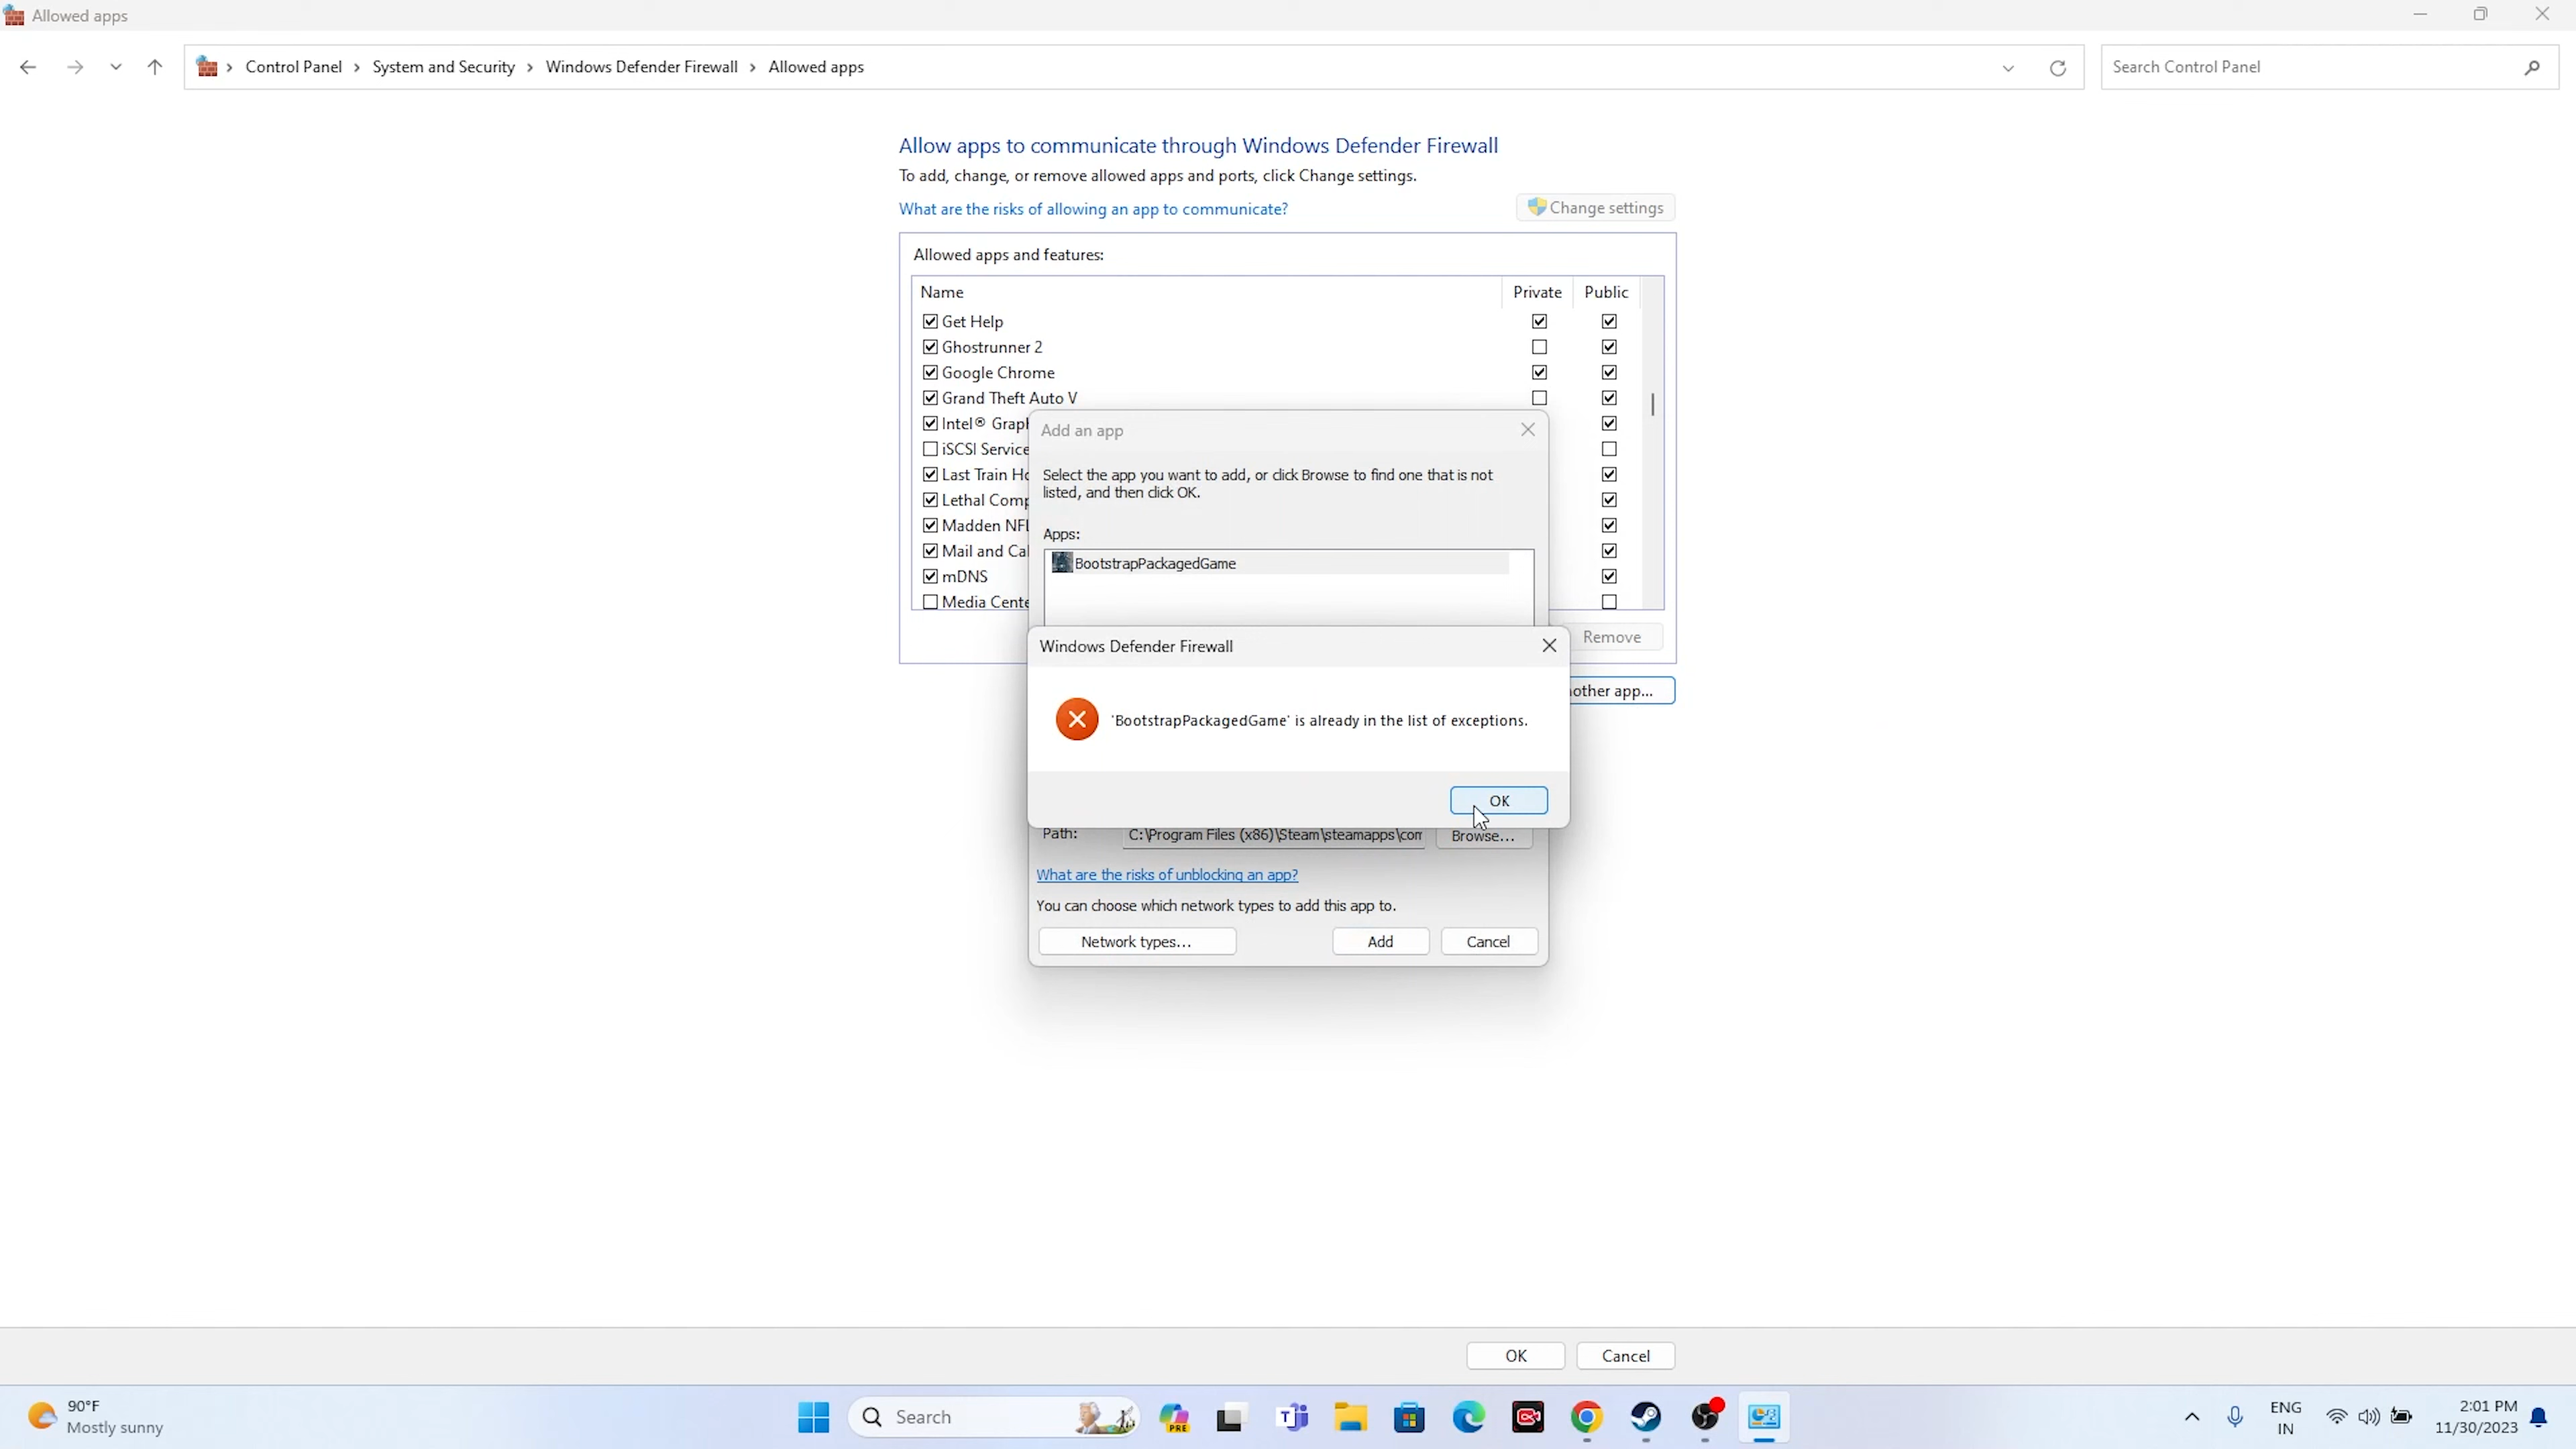 Allowed apps
Control Panel > System and Security > Windows Defender Firewall > Allowed apps
Search Control Panel
Allow apps to communicate through Windows Defender Firewall
To add, change, or remove allowed apps and ports, click Change settings.
What are the risks of allowing an app to communicate?
Change settings
Allowed apps and features:
Name Private Public
Get Help
Ghostrunner 2
Google Chrome
Grand Theft Auto V
Intel® Graph
iSCSI Service
Last Train Ho
Lethal Comp
Madden NFL
Mail and Cal
mDNS
Media Cente
Remove
other app...
Add an app
Select the app you want to add, or click Browse to find one that is not
listed, and then click OK.
Apps:
BootstrapPackagedGame
Windows Defender Firewall
'BootstrapPackagedGame' is already in the list of exceptions.
OK
Path: C:\Program Files (x86)\Steam\steamapps\com Browse...
What are the risks of unblocking an app?
You can choose which network types to add this app to.
Network types... Add Cancel
OK Cancel
90°F
Mostly sunny
Search
PRE
ENG
IN
2:01 PM
11/30/2023